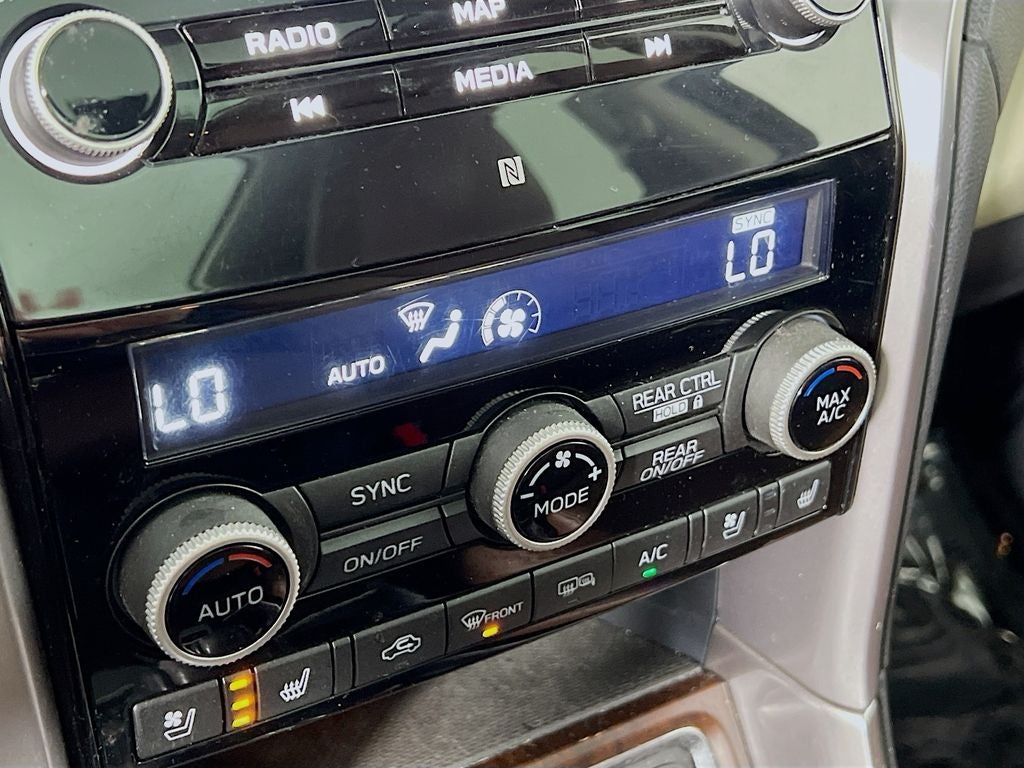 RADIO
MAP
MEDIA
SYNC
LO
AUTO
LO
REAR CTRL
HOLD
MAX
A/C
SYNC
MODE
REAR
ON/OFF
ON/OFF
AUTO
A/C
FRONT